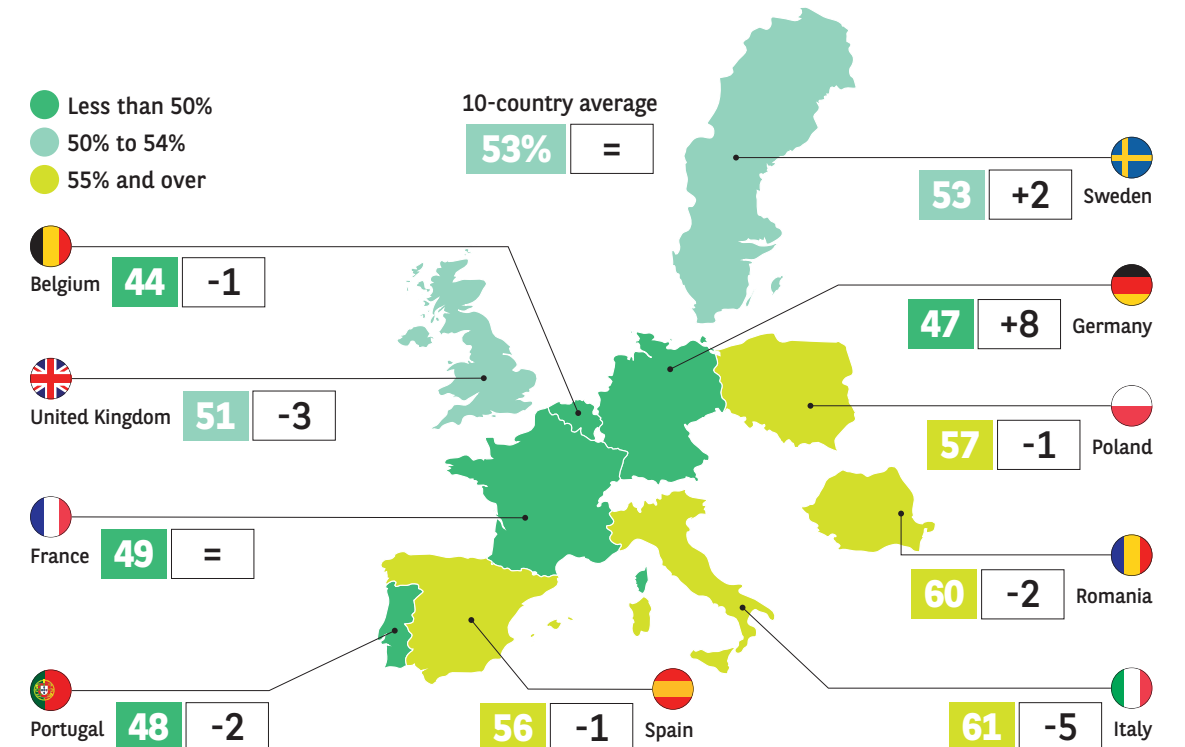 Less than 50%
50% to 54%
55% and over
10-country average
53% =
Belgium 44 -1
United Kingdom 51 -3
France 49 =
Portugal 48 -2
56 -1 Spain
53 +2 Sweden
47 +8 Germany
57 -1 Poland
60 -2 Romania
61 -5 Italy